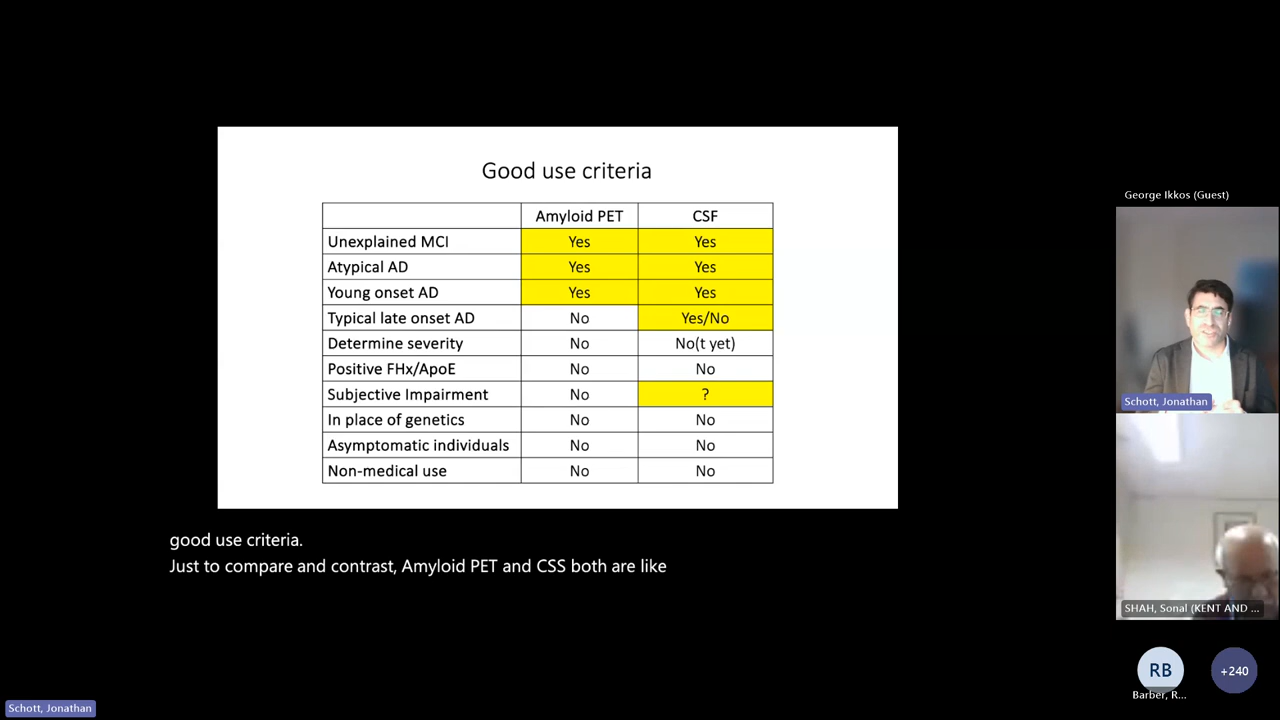 Good use criteria
Amyloid PET CSF
Unexplained MCI Yes Yes
Atypical AD Yes Yes
Young onset AD Yes Yes
Typical late onset AD No Yes/No
Determine severity No No(t yet)
Positive FHx/ApoE No No
Subjective Impairment No ?
In place of genetics No No
Asymptomatic individuals No No
Non-medical use No No
good use criteria.
Just to compare and contrast, Amyloid PET and CSS both are like
George Ikkos (Guest)
Schott, Jonathan
SHAH, Sonal (KENT AND ...
RB
+240
Barber, R...
Schott, Jonathan